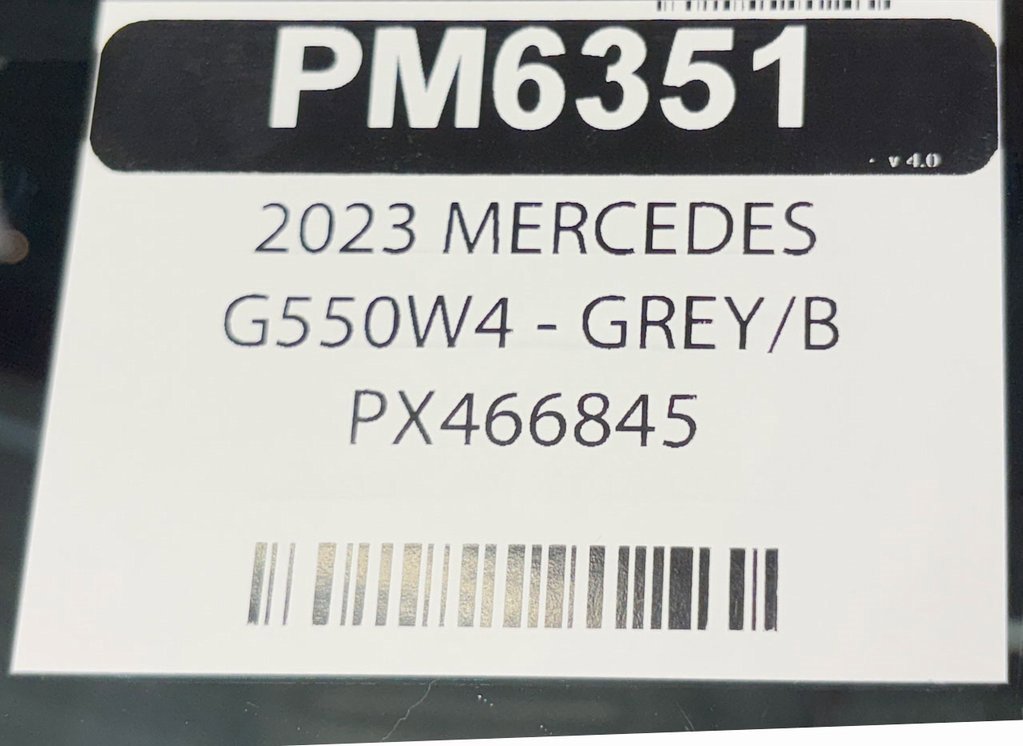 PM6351
v 4.0
2023 MERCEDES
G550W4 - GREY/B
PX466845